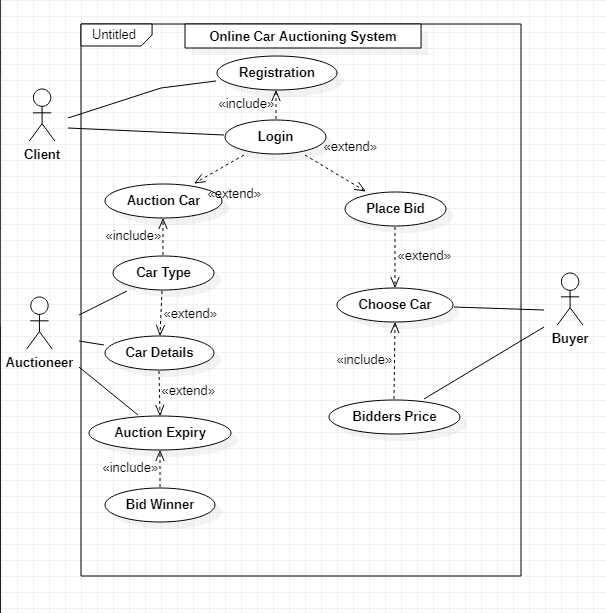 Untitled
Online Car Auctioning System
Registration
«include»
Login
Client
«extend»
«extend»
Auction Car
Place Bid
«include»
«extend»
Car Type
Choose Car
«extend»
Auctioneer
Buyer
Car Details
«include»
«extend»
Bidders Price
Auction Expiry
«include»
Bid Winner